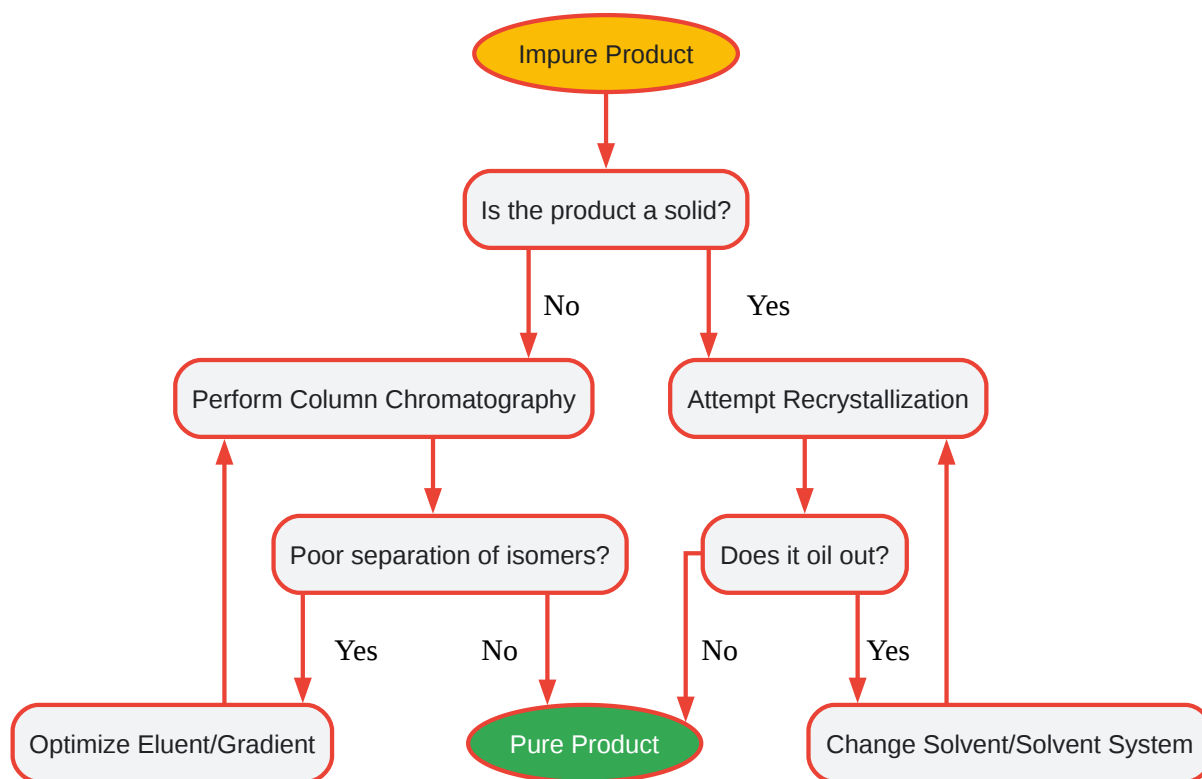 Impure Product
Is the product a solid?
No
Yes
Perform Column Chromatography
Attempt Recrystallization
Poor separation of isomers?
Does it oil out?
Yes
No
No
Yes
Optimize Eluent/Gradient
Pure Product
Change Solvent/Solvent System